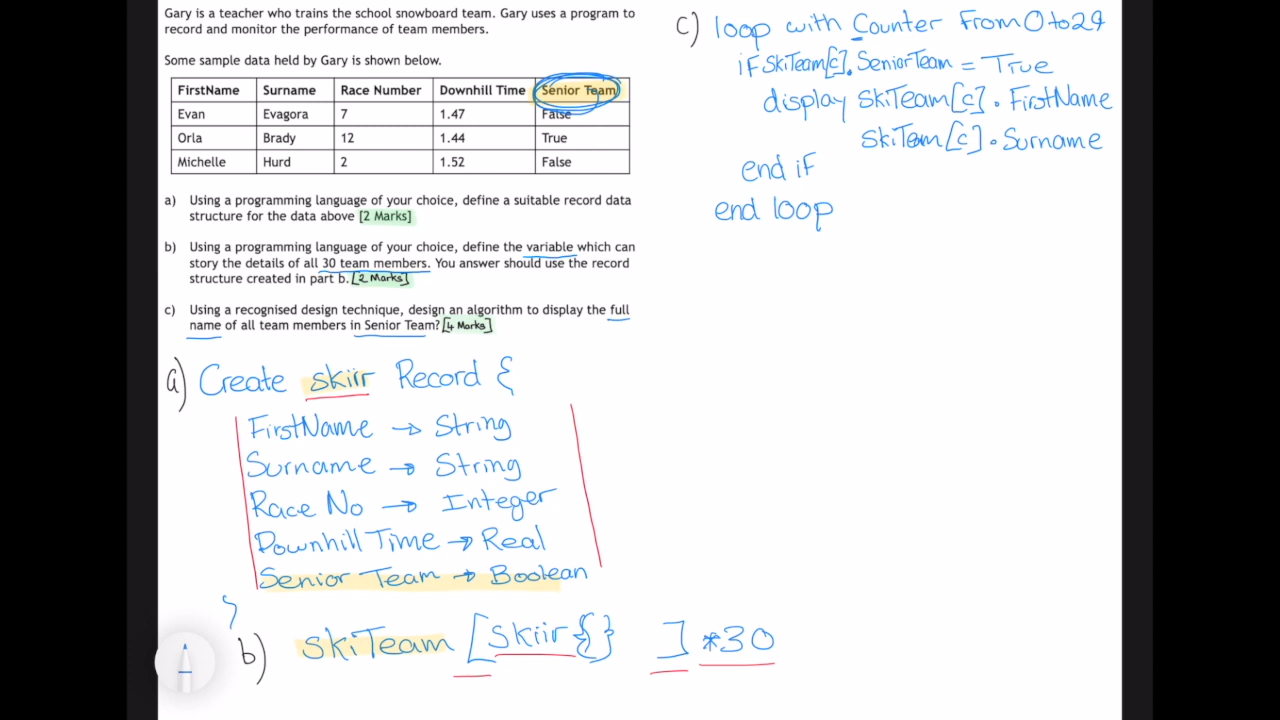 Gary is a teacher who trains the school snowboard team. Gary uses a program to
record and monitor the performance of team members.
Some sample data held by Gary is shown below.
FirstName Surname Race Number Downhill Time Senior Team
Evan Evagora 7 1.47 False
Orla Brady 12 1.44 True
Michelle Hurd 2 1.52 False
a) Using a programming language of your choice, define a suitable record data
structure for the data above [2 Marks]
b) Using a programming language of your choice, define the variable which can
story the details of all 30 team members. You answer should use the record
structure created in part b. [2 Marks]
c) Using a recognised design technique, design an algorithm to display the full
name of all team members in Senior Team? [4 Marks]
a) Create skiir Record {
FirstName → String
Surname → String
Race No → Integer
Downhill Time → Real
Senior Team → Boolean
}
b) skiTeam [skiir{} ] *30
c) loop with Counter from 0 to 29
if SkiTeam[c].SeniorTeam = True
display SkiTeam[c].FirstName
SkiTeam[c].Surname
end if
end loop